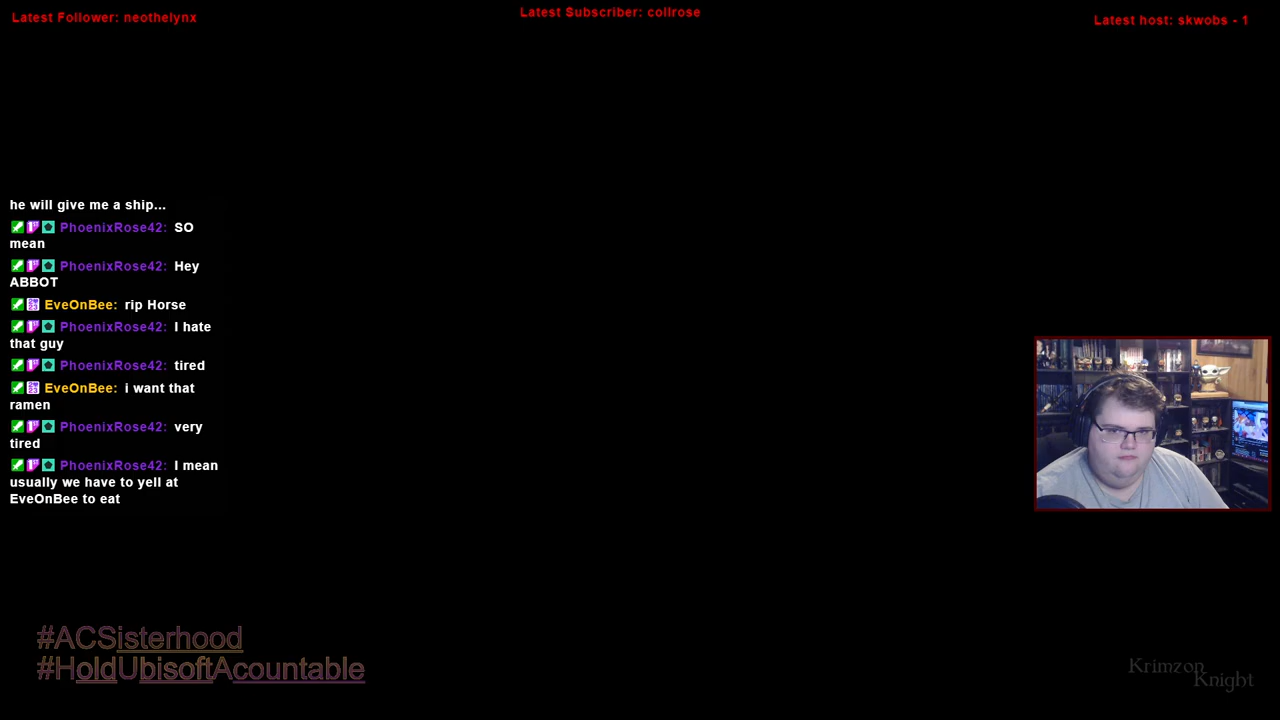 Latest Follower: neothelynx
Latest Subscriber: collrose
Latest host: skwobs - 1
he will give me a ship...
PhoenixRose42: SO
mean
PhoenixRose42: Hey
ABBOT
EveOnBee: rip Horse
PhoenixRose42: I hate
that guy
PhoenixRose42: tired
EveOnBee: i want that
ramen
PhoenixRose42: very
tired
PhoenixRose42: I mean
usually we have to yell at
EveOnBee to eat
#ACSisterhood
#HoldUbisoftAcountable
Krimzon
Knight